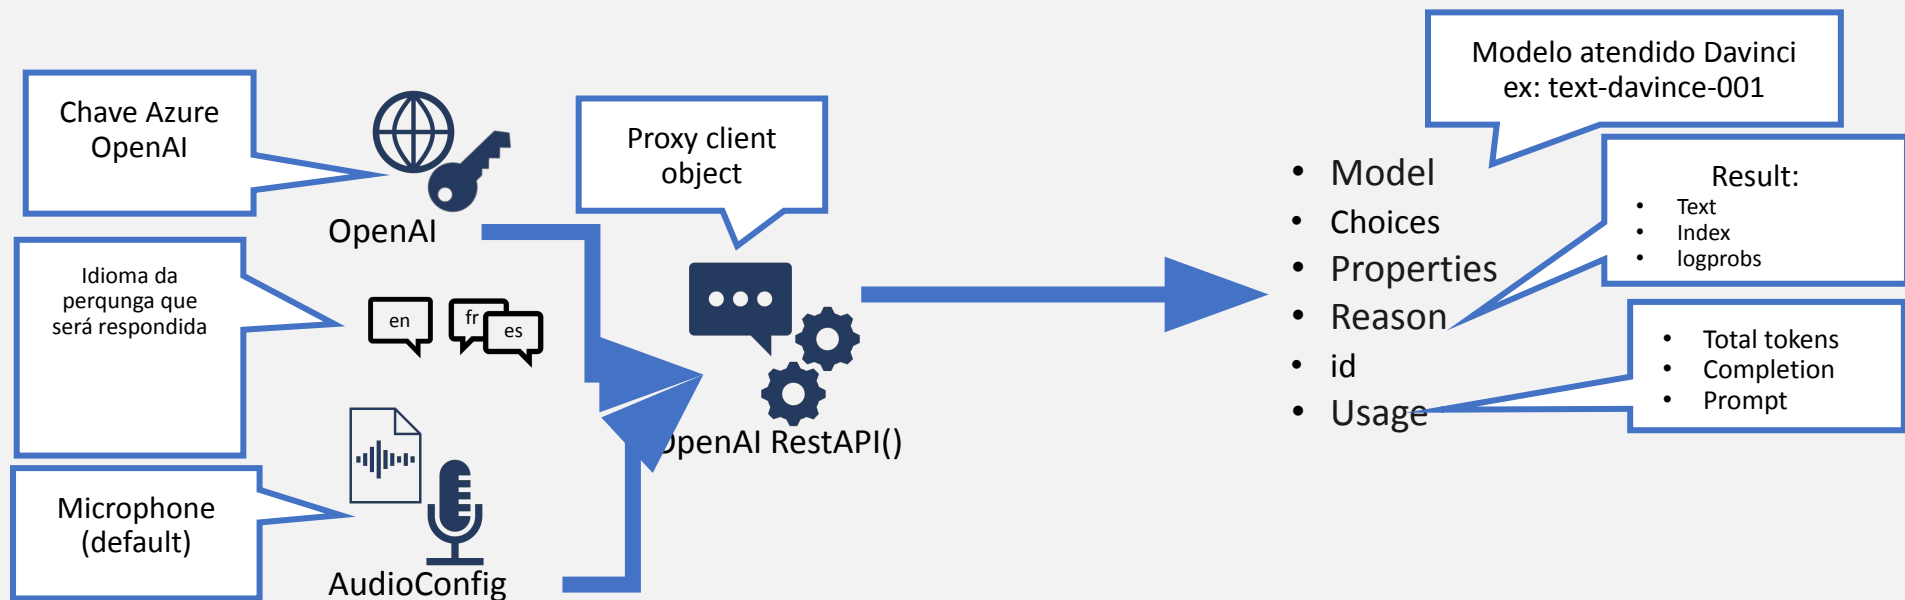 Chave Azure
OpenAI
OpenAI
Idioma da
perqunga que
será respondida
en
fr
es
Microphone
(default)
AudioConfig
Proxy client
object
OpenAI RestAPI()
Modelo atendido Davinci
ex: text-davince-001
• Model
• Choices
• Properties
• Reason
• id
• Usage
Result:
• Text
• Index
• logprobs
• Total tokens
• Completion
• Prompt